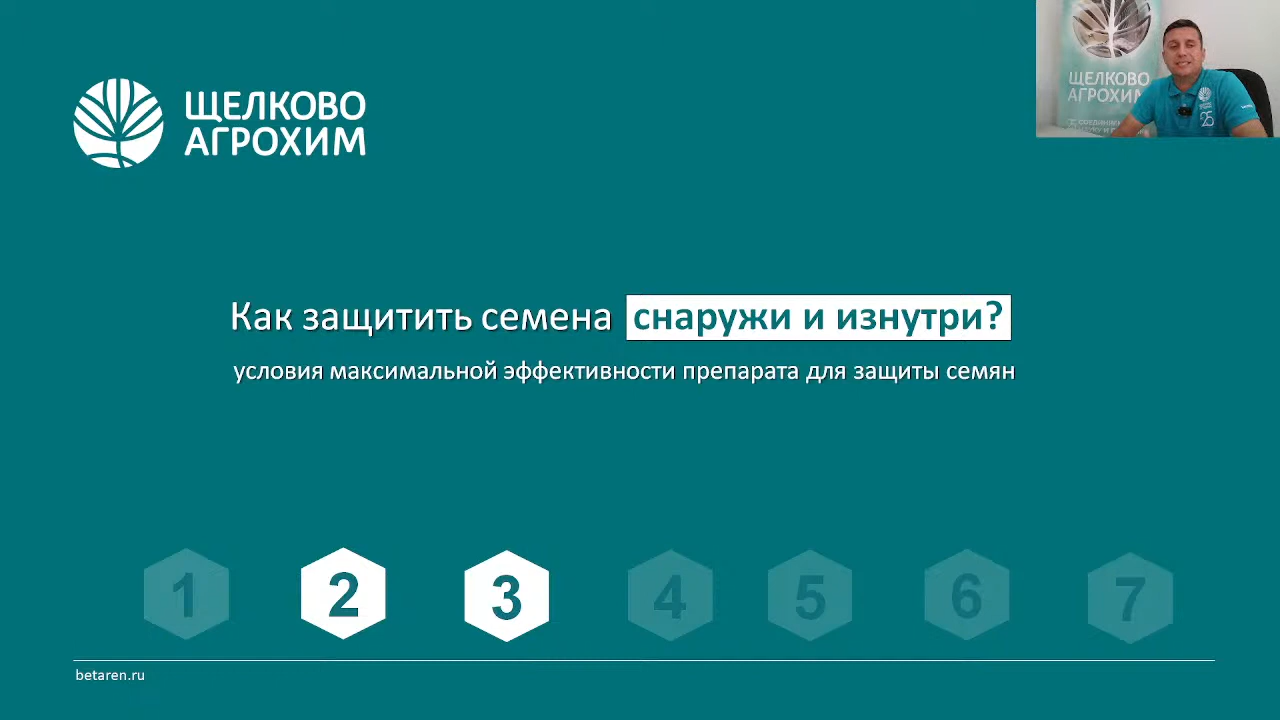 ЩЕЛКОВО
АГРОХИМ
ЩЕЛКОВО
АГРОХИМ
25
Как защитить семена снаружи и изнутри?
условия максимальной эффективности препарата для защиты семян
1 2 3 4 5 6 7
betaren.ru